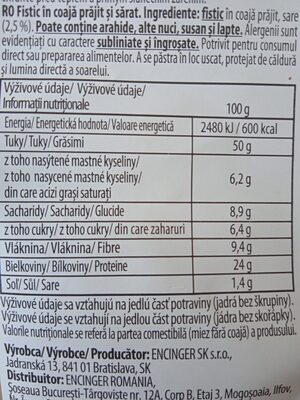 RO Fistic în coajă prăjit și sărat. Ingrediente: fistic în coajă prăjit, sare
(2,5 %). Poate conține arahide, alte nuci, susan și lapte. Alergenii sunt
evidențiați cu caractere subliniate și îngroșate. Potrivit pentru consumul
direct sau prepararea alimentelor. A se păstra în loc uscat, protejat de căldură
și lumina directă a soarelui.
Výživové údaje/ Výživové údaje/
Informații nutriționale 100 g
Energia/ Energetická hodnota/ Valoare energetică 2480 kJ / 600 kcal
Tuky/ Tuky/ Grăsimi 50 g
z toho nasýtené mastné kyseliny/
z toho nasycené mastné kyseliny/
din care acizi grași saturați 6,2 g
Sacharidy/ Sacharidy/ Glucide 8,9 g
z toho cukry/ z toho cukry/ din care zaharuri 6,4 g
Vláknina/ Vláknina/ Fibre 9,4 g
Bielkoviny/ Bílkoviny/ Proteine 24 g
Soľ/ Sůl/ Sare 1,4 g
Výživové údaje sa vzťahujú na jedlú časť potraviny (jadrá bez škrupiny).
Výživové údaje se vztahují na jedlou část potraviny (jádra bez skořápky).
Valorile nutriționale se referă la partea comestibilă (miez fără coajă) a produsului.
Výrobca/ Výrobce/ Producător: ENCINGER SK s.r.o.,
Jadranská 13, 841 01 Bratislava, SK
Distribuitor: ENCINGER ROMANIA,
Șoseaua București-Târgoviște nr. 12A, Corp B, Etaj 3, Mogoșoaia, Ilfov